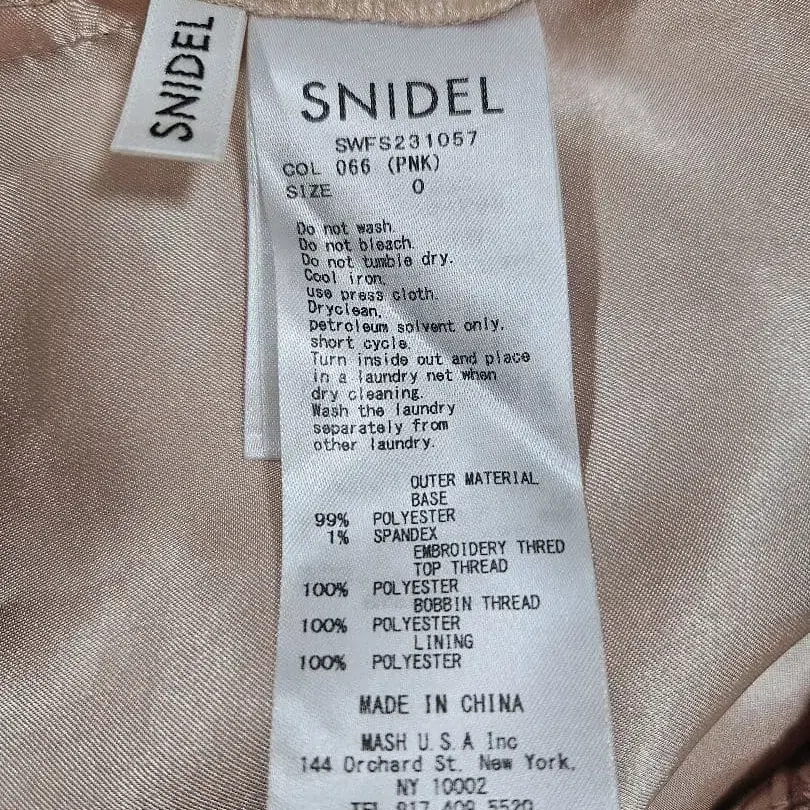 SNIDEL
SNIDEL
SWFS231057
COL 066 (PNK)
SIZE 0
Do not wash.
Do not bleach.
Do not tumble dry.
Cool iron,
use press cloth.
Dryclean,
petroleum solvent only,
short cycle.
Turn inside out and place
in a laundry net when
dry cleaning.
Wash the laundry
separately from
other laundry.
OUTER MATERIAL
BASE
99% POLYESTER
1% SPANDEX
EMBROIDERY THRED
TOP THREAD
100% POLYESTER
BOBBIN THREAD
100% POLYESTER
LINING
100% POLYESTER
MADE IN CHINA
MASH U.S.A Inc
144 Orchard St. New York,
NY 10002
TEL 917 409 5520